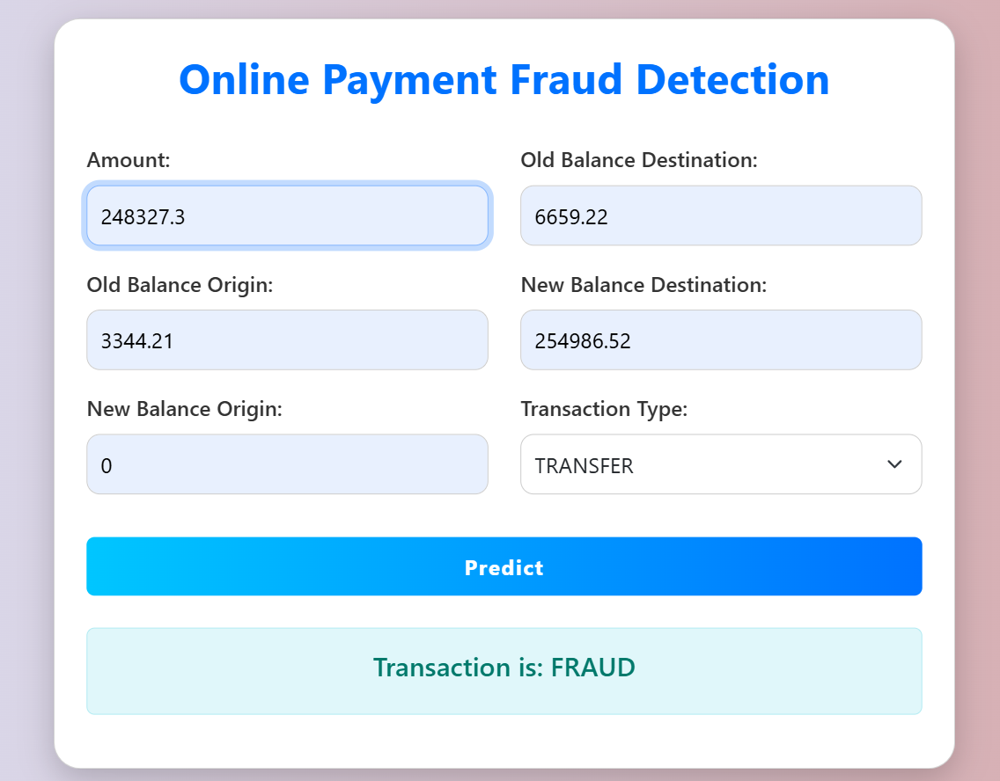 Online Payment Fraud Detection
Amount:
248327.3
Old Balance Destination:
6659.22
Old Balance Origin:
3344.21
New Balance Destination:
254986.52
New Balance Origin:
0
Transaction Type:
TRANSFER
Predict
Transaction is: FRAUD